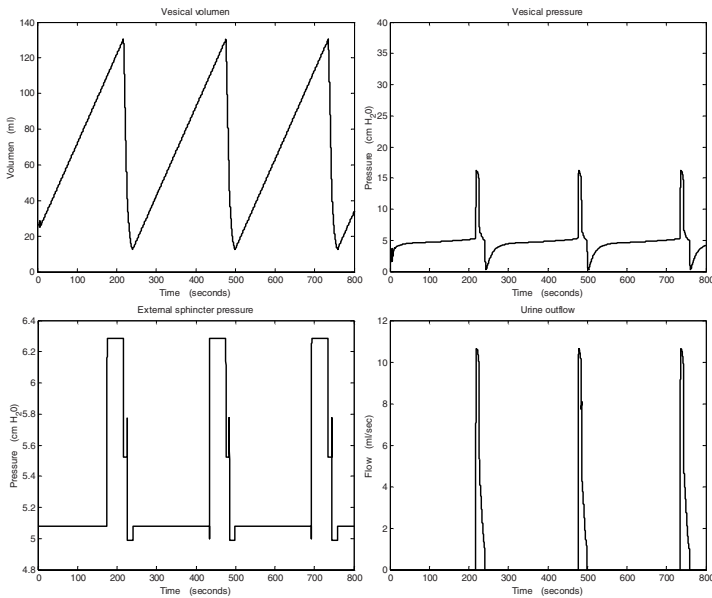 Vesical volumen
140
120
100
80
60
40
20
0
Volumen (ml)
0 100 200 300 400 500 600 700 800
Time (seconds)
Vesical pressure
40
35
30
25
20
15
10
5
0
Pressure (cm H20)
0 100 200 300 400 500 600 700 800
Time (seconds)
External sphincter pressure
6.4
6.2
6
5.8
5.6
5.4
5.2
5
4.8
Pressure (cm H20)
0 100 200 300 400 500 600 700 800
Time (seconds)
Urine outflow
12
10
8
6
4
2
0
Flow (ml/sec)
0 100 200 300 400 500 600 700 800
Time (seconds)